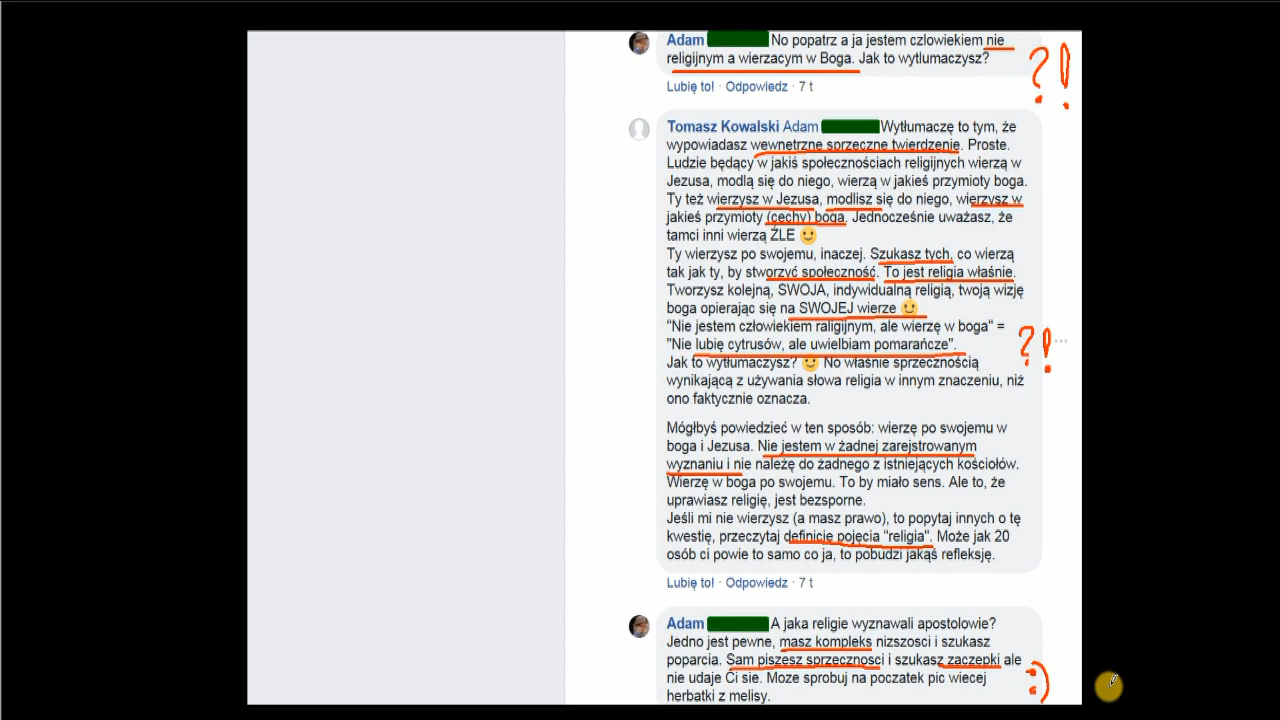 Adam No popatrz a ja jestem czlowiekiem nie
religijnym a wierzacym w Boga. Jak to wytlumaczysz?
?!
Lubię to! · Odpowiedz · 7 t
Tomasz Kowalski Adam Wytłumaczę to tym, że
wypowiadasz wewnętrzne sprzeczne twierdzenie. Proste.
Ludzie będący w jakiś społecznościach religijnych wierzą w
Jezusa, modlą się do niego, wierzą w jakieś przymioty boga.
Ty też wierzysz w Jezusa, modlisz się do niego, wierzysz w
jakieś przymioty (cechy) boga. Jednocześnie uważasz, że
tamci inni wierzą ŹLE
Ty wierzysz po swojemu, inaczej. Szukasz tych, co wierzą
tak jak ty, by stworzyć społeczność. To jest religia właśnie.
Tworzysz kolejną, SWOJA, indywidualną religią, twoją wizję
boga opierając się na SWOJEJ wierze
"Nie jestem człowiekiem raligijnym, ale wierzę w boga" =
"Nie lubię cytrusów, ale uwielbiam pomarańcze".
?!
Jak to wytłumaczysz? No właśnie sprzecznością
wynikającą z używania słowa religia w innym znaczeniu, niż
ono faktycznie oznacza.
Mógłbyś powiedzieć w ten sposób: wierzę po swojemu w
boga i Jezusa. Nie jestem w żadnej zarejstrowanym
wyznaniu i nie należę do żadnego z istniejących kościołów.
Wierzę w boga po swojemu. To by miało sens. Ale to, że
uprawiasz religię, jest bezsporne.
Jeśli mi nie wierzysz (a masz prawo), to popytaj innych o tę
kwestię, przeczytaj definicję pojęcia "religia". Może jak 20
osób ci powie to samo co ja, to pobudzi jakąś refleksję.
Lubię to! · Odpowiedz · 7 t
Adam A jaka religie wyznawali apostolowie?
Jedno jest pewne, masz kompleks nizszosci i szukasz
poparcia. Sam piszesz sprzecznosci i szukasz zaczepki ale
nie udaje Ci sie. Moze sprobuj na poczatek pic wiecej
herbatki z melisy.
:)